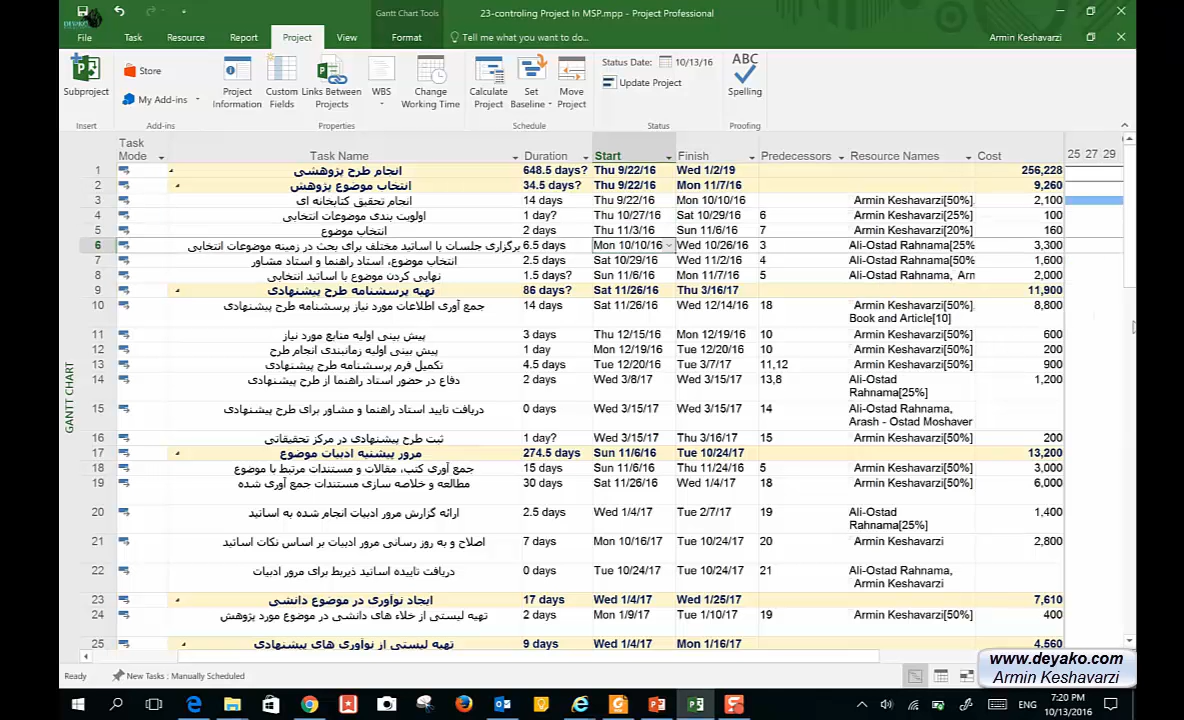 DEYAKO
Gantt Chart Tools
23-controling Project In MSP.mpp - Project Professional
File Task Resource Report Project View Format Tell me what you want to do... Armin Keshavarzi
Subproject
Store
My Add-ins
Project Information
Custom Fields
Links Between Projects
WBS
Change Working Time
Calculate Project
Set Baseline
Move Project
Status Date: 10/13/16
Update Project
ABC
Spelling
Insert Add-ins Properties Schedule Status Proofing
Task Mode Task Name Duration Start Finish Predecessors Resource Names Cost 25 27 29
1 انجام طرح پژوهشی 648.5 days? Thu 9/22/16 Wed 1/2/19 256,228
2 انتخاب موضوع پژوهش 34.5 days? Thu 9/22/16 Mon 11/7/16 9,260
3 انجام تحقیق کتابخانه ای 14 days Thu 9/22/16 Mon 10/10/16 Armin Keshavarzi[50%] 2,100
4 اولویت بندی موضوعات انتخابی 1 day? Thu 10/27/16 Sat 10/29/16 6 Armin Keshavarzi[25%] 100
5 انتخاب موضوع 2 days Thu 11/3/16 Sun 11/6/16 7 Armin Keshavarzi[20%] 160
6 برگزاری جلسات با اساتید مختلف برای بحث در زمینه موضوعات انتخابی 6.5 days Mon 10/10/16 Wed 10/26/16 3 Ali-Ostad Rahnama[25% 3,300
7 انتخاب موضوع، استاد راهنما و استاد مشاور 2.5 days Sat 10/29/16 Wed 11/2/16 4 Ali-Ostad Rahnama[50% 1,600
8 نهایی کردن موضوع با اساتید انتخابی 1.5 days? Sun 11/6/16 Mon 11/7/16 5 Ali-Ostad Rahnama, Arn 2,000
9 تهیه پرسشنامه طرح پیشنهادی 86 days? Sat 11/26/16 Thu 3/16/17 11,900
10 جمع آوری اطلاعات مورد نیاز پرسشنامه طرح پیشنهادی 14 days Sat 11/26/16 Wed 12/14/16 18 Armin Keshavarzi[50%], 8,800
Book and Article[10]
11 پیش بینی اولیه منابع مورد نیاز 3 days Thu 12/15/16 Mon 12/19/16 10 Armin Keshavarzi[50%] 600
12 پیش بینی اولیه زمانبندی انجام طرح 1 day Mon 12/19/16 Tue 12/20/16 10 Armin Keshavarzi[50%] 200
13 تکمیل فرم پرسشنامه طرح پیشنهادی 4.5 days Tue 12/20/16 Tue 3/7/17 11,12 Armin Keshavarzi[50%] 900
14 دفاع در حضور استاد راهنما از طرح پیشنهادی 2 days Wed 3/8/17 Wed 3/15/17 13,8 Ali-Ostad 1,200
Rahnama[25%]
15 دریافت تایید استاد راهنما و مشاور برای طرح پیشنهادی 0 days Wed 3/15/17 Wed 3/15/17 14 Ali-Ostad Rahnama,
Arash - Ostad Moshaver
16 ثبت طرح پیشنهادی در مرکز تحقیقاتی 1 day? Wed 3/15/17 Thu 3/16/17 15 Armin Keshavarzi[50%] 200
17 مرور پیشینه ادبیات موضوع 274.5 days Sun 11/6/16 Tue 10/24/17 13,200
18 جمع آوری کتب، مقالات و مستندات مرتبط با موضوع 15 days Sun 11/6/16 Thu 11/24/16 5 Armin Keshavarzi[50%] 3,000
19 مطالعه و خلاصه سازی مستندات جمع آوری شده 30 days Sat 11/26/16 Wed 1/4/17 18 Armin Keshavarzi[50%] 6,000
20 ارائه گزارش مرور ادبیات انجام شده به اساتید 2.5 days Wed 1/4/17 Tue 2/7/17 19 Ali-Ostad 1,400
Rahnama[25%]
21 اصلاح و به روز رسانی مرور ادبیات بر اساس نکات اساتید 7 days Mon 10/16/17 Tue 10/24/17 20 Armin Keshavarzi 2,800
22 دریافت تاییده اساتید ذیربط برای مرور ادبیات 0 days Tue 10/24/17 Tue 10/24/17 21 Ali-Ostad Rahnama,
Armin Keshavarzi
23 ایجاد نوآوری در موضوع دانشی 17 days Wed 1/4/17 Wed 1/25/17 7,610
24 تهیه لیستی از خلاء های دانشی در موضوع مورد پژوهش 2 days Mon 1/9/17 Tue 1/10/17 19 Armin Keshavarzi[50%] 400
25 تهیه لیستی از نوآوری های پیشنهادی 9 days Wed 1/4/17 Mon 1/16/17 4,560
GANTT CHART
Ready New Tasks : Manually Scheduled
www.deyako.com
Armin Keshavarzi
ENG
7:20 PM
10/13/2016